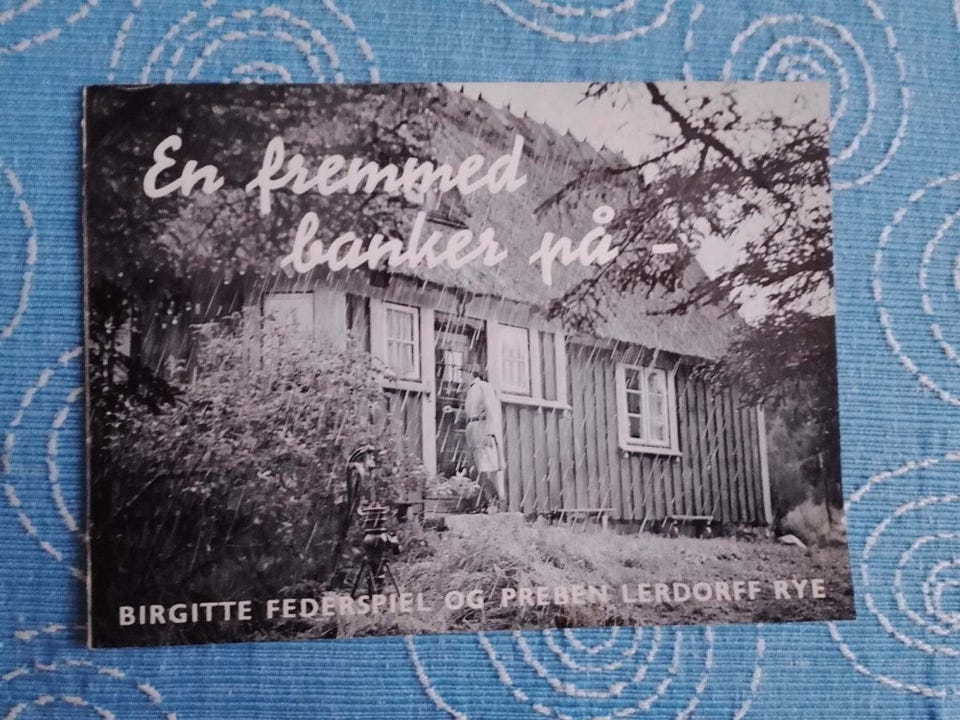 En fremmed
banker på -
BIRGITTE FEDERSPIEL OG PREBEN LERDORFF RYE